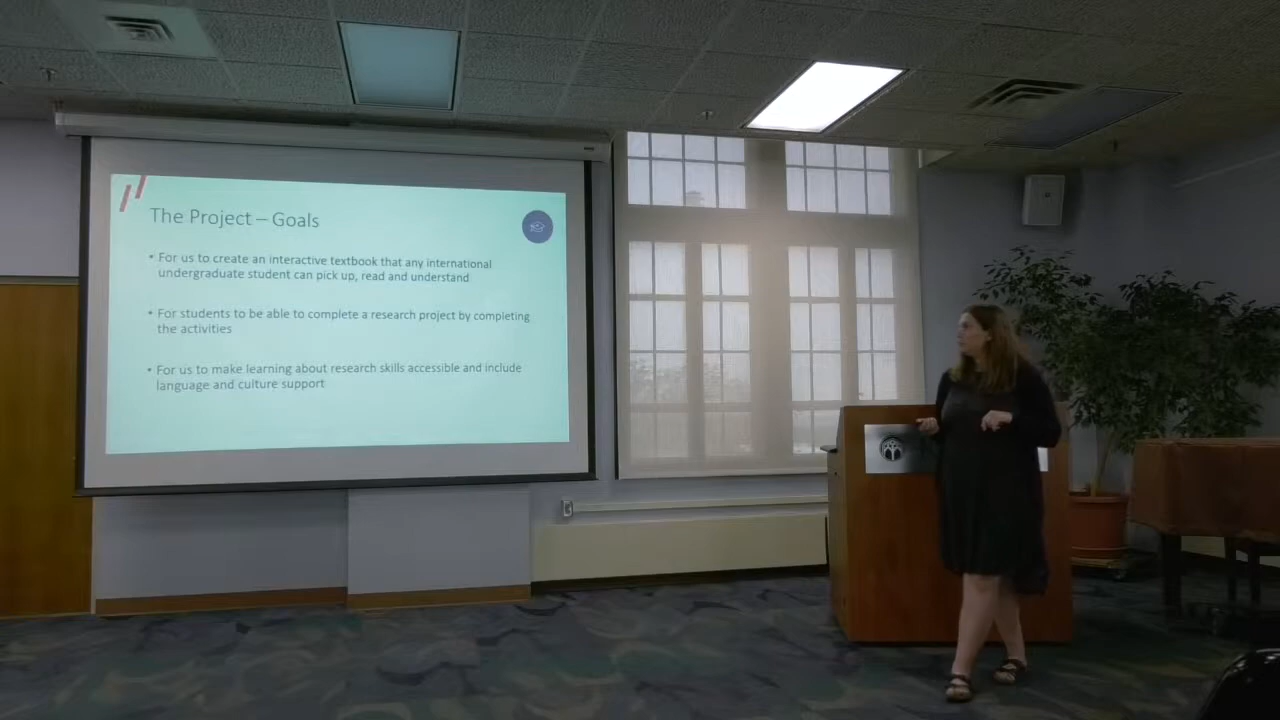 The Project – Goals
• For us to create an interactive textbook that any international
undergraduate student can pick up, read and understand
• For students to be able to complete a research project by completing
the activities
• For us to make learning about research skills accessible and include
language and culture support